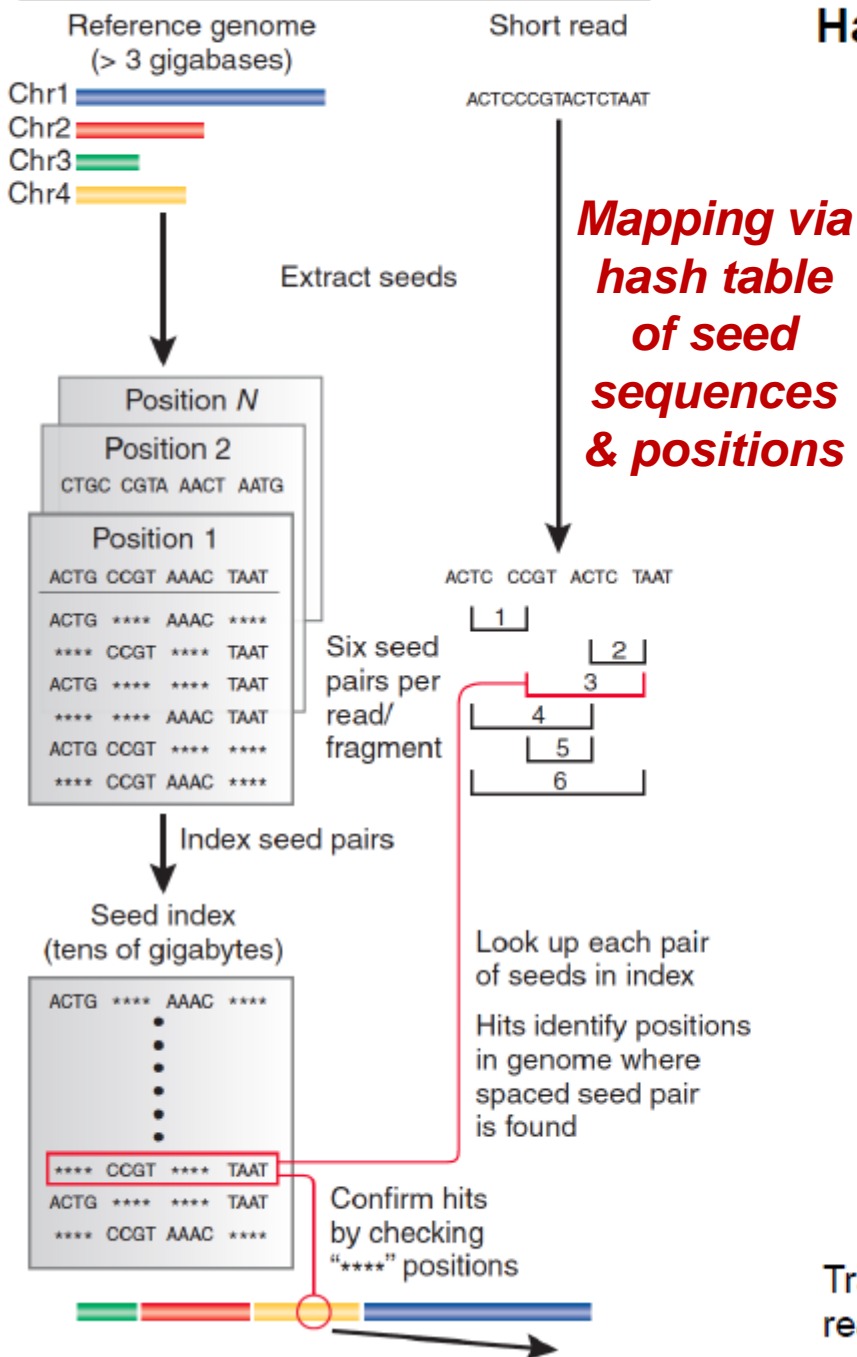 Reference genome
(> 3 gigabases)
Chr1
Chr2
Chr3
Chr4
Short read
ACTCCCGTACTCTAAT
Mapping via
hash table
of seed
sequences
& positions
Extract seeds
Position N
Position 2
CTGC CGTA AACT AATG
Position 1
ACTG CCGT AAAC TAAT
ACTG **** AAAC ****
**** CCGT **** TAAT
ACTG **** **** TAAT
**** **** AAAC TAAT
ACTG CCGT **** ****
**** CCGT AAAC ****
Six seed
pairs per
read/
fragment
ACTC CCGT ACTC TAAT
1
2
3
4
5
6
Index seed pairs
Seed index
(tens of gigabytes)
ACTG **** AAAC ****
**** CCGT **** TAAT
ACTG **** **** TAAT
**** CCGT AAAC ****
Look up each pair
of seeds in index
Hits identify positions
in genome where
spaced seed pair
is found
Confirm hits
by checking
"****" positions